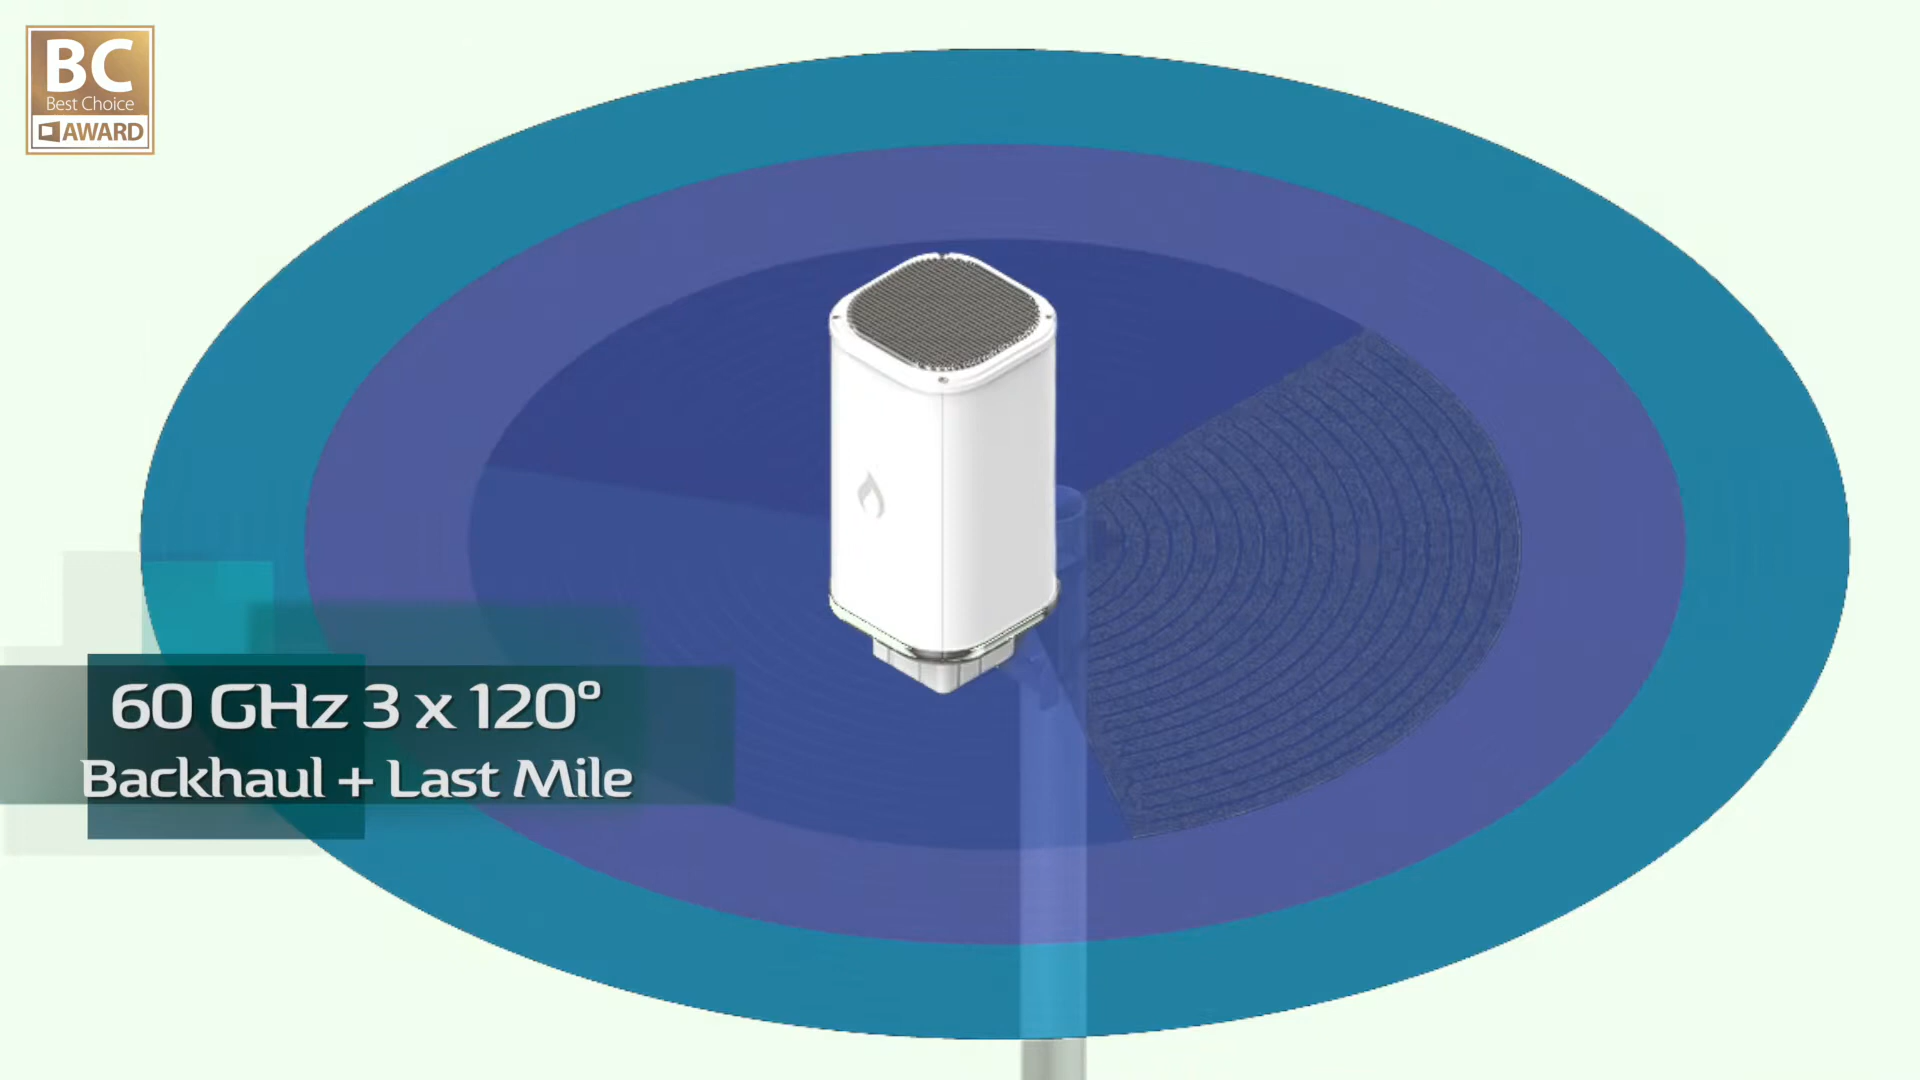 BC
Best Choice
AWARD
60 GHz 3 x 120°
Backhaul + Last Mile